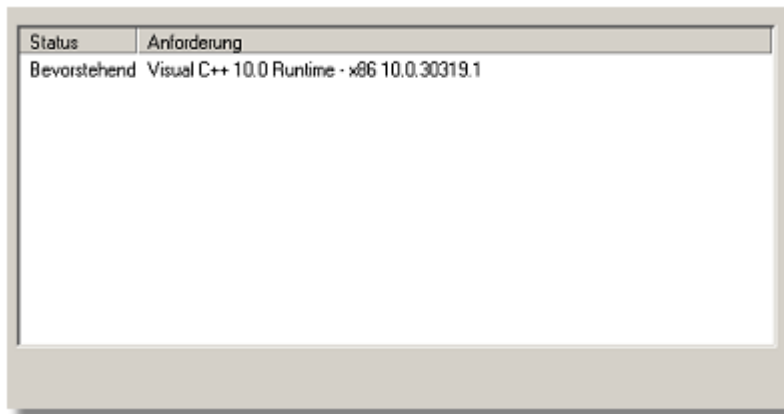 Status Anforderung
Bevorstehend Visual C++ 10.0 Runtime - x86 10.0.30319.1